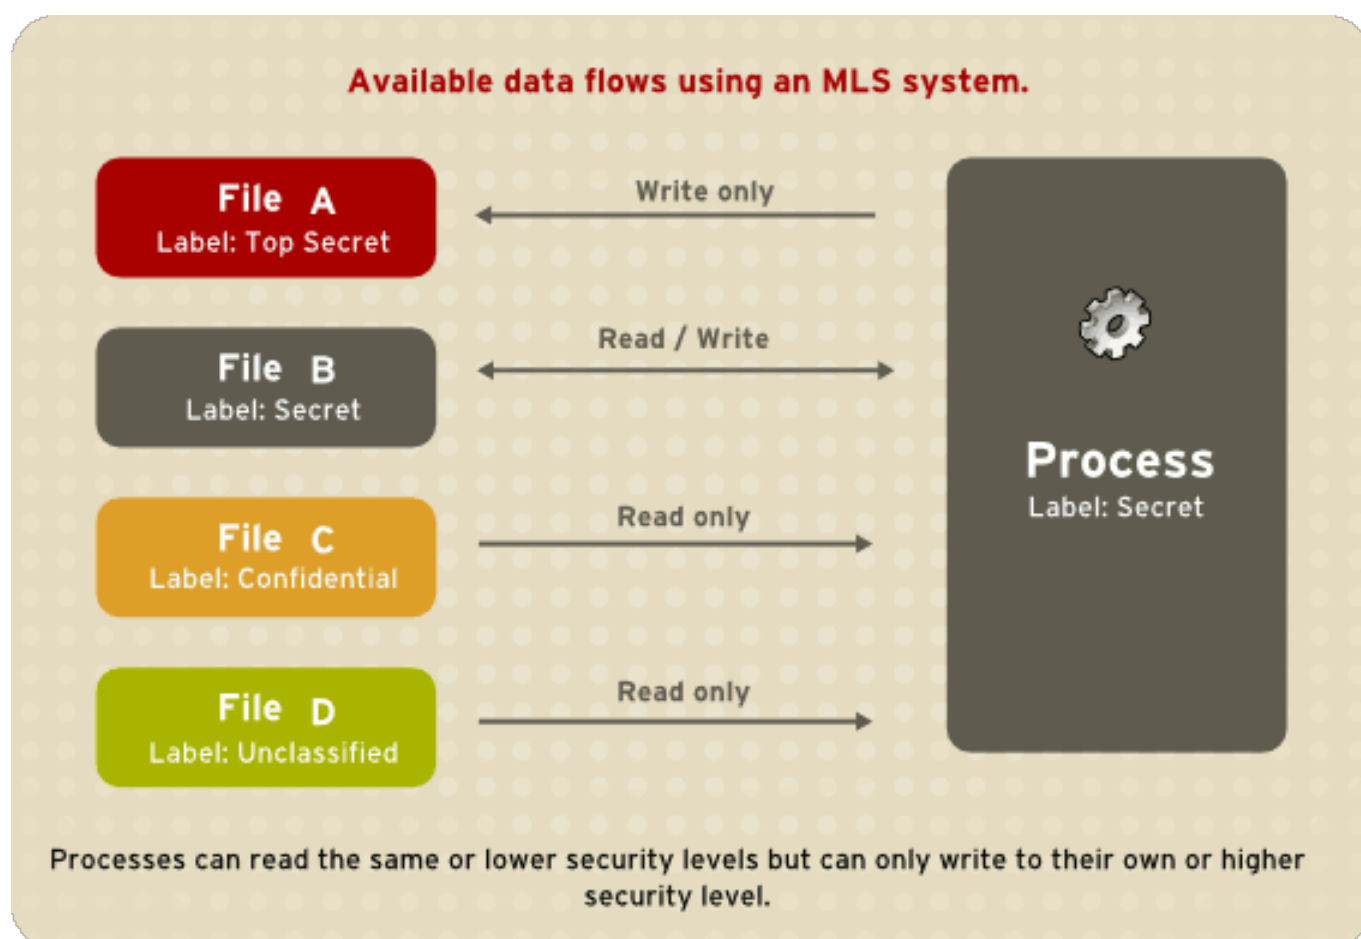 Available data flows using an MLS system.
File A
Label: Top Secret
Write only
File B
Label: Secret
Read / Write
File C
Label: Confidential
Read only
File D
Label: Unclassified
Read only
Process
Label: Secret
Processes can read the same or lower security levels but can only write to their own or higher
security level.